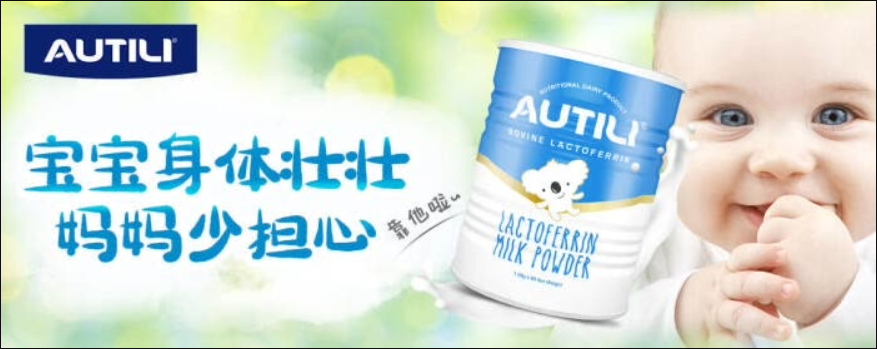 AUTILI®
宝宝身体壮壮
妈妈少担心
靠他啦~
NUTRITIONAL DAIRY PRODUCT
AUTILI®
BOVINE LACTOFERRIN
LACTOFERRIN
MILK POWDER